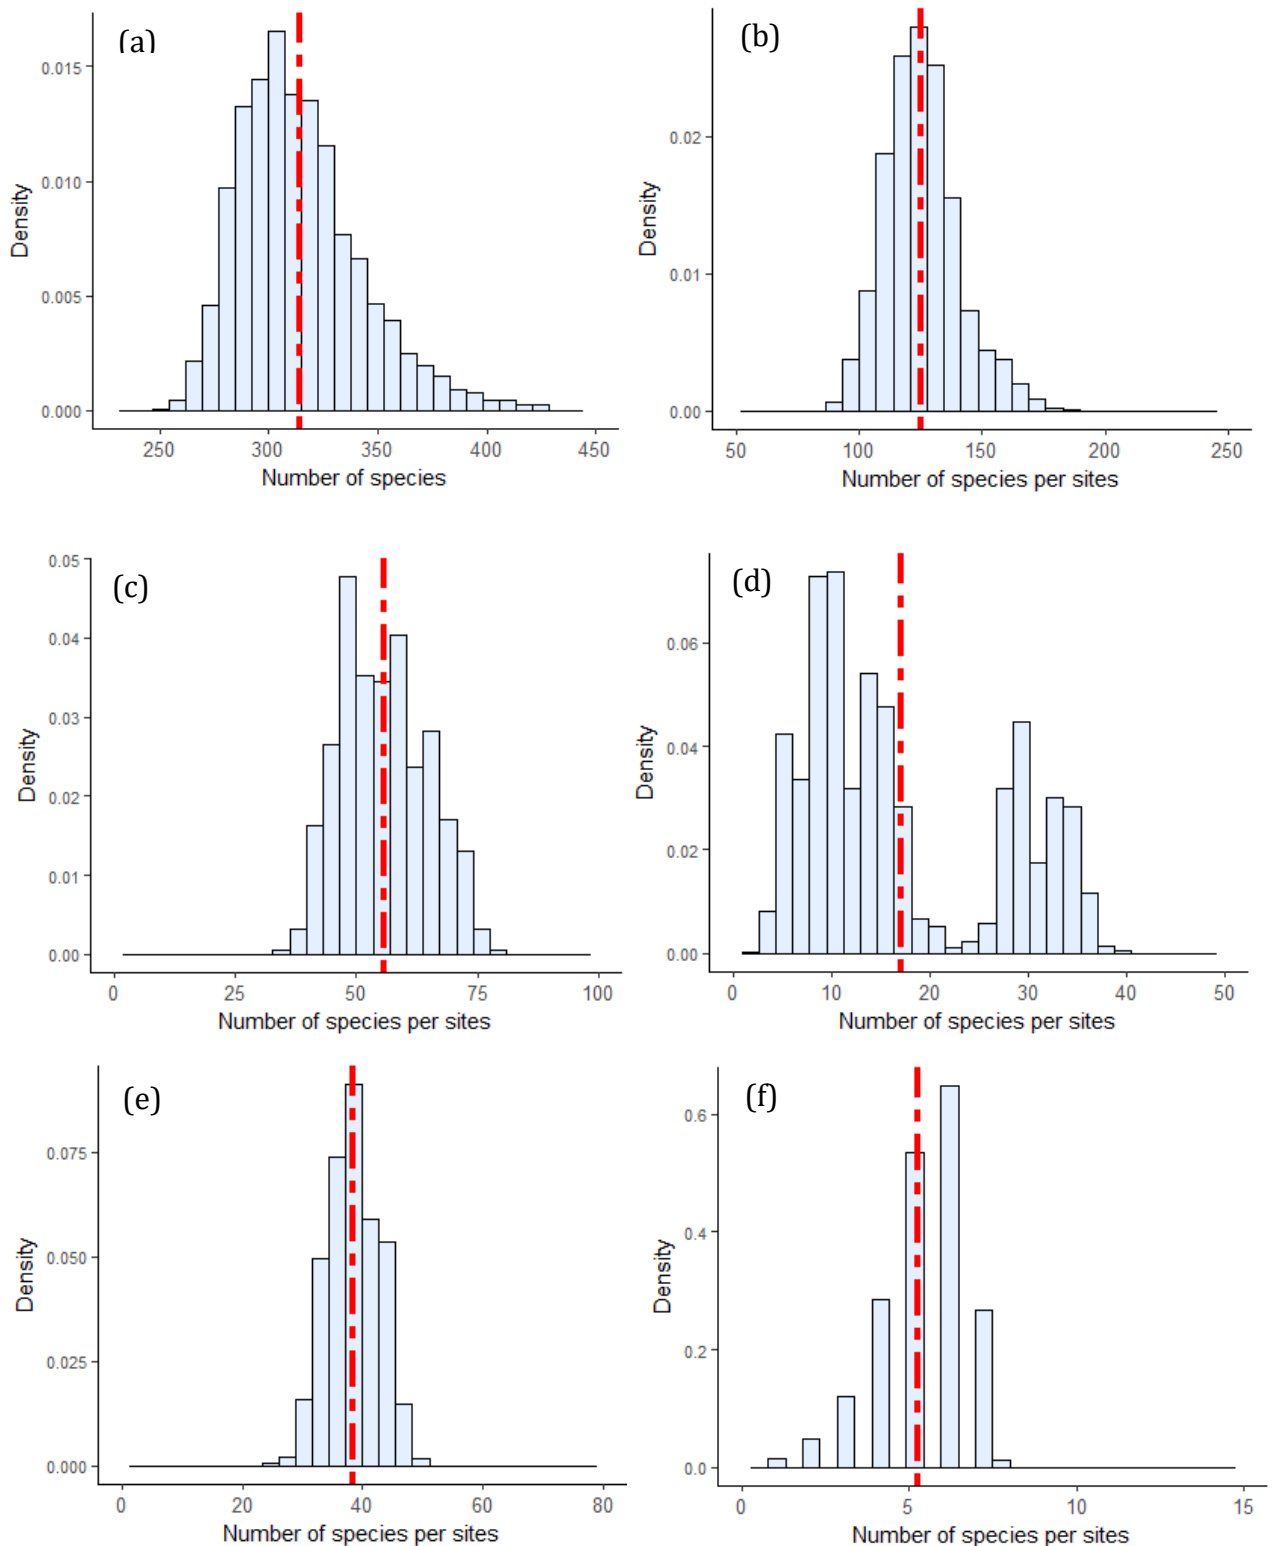 (a)
Density
0.015
0.010
0.005
0.000
250 300 350 400 450
Number of species
(b)
Density
0.02
0.01
0.00
50 100 150 200 250
Number of species per sites
(c)
Density
0.05
0.04
0.03
0.02
0.01
0.00
0 25 50 75 100
Number of species per sites
(d)
Density
0.06
0.04
0.02
0.00
0 10 20 30 40 50
Number of species per sites
(e)
Density
0.075
0.050
0.025
0.000
0 20 40 60 80
Number of species per sites
(f)
Density
0.6
0.4
0.2
0.0
0 5 10 15
Number of species per sites